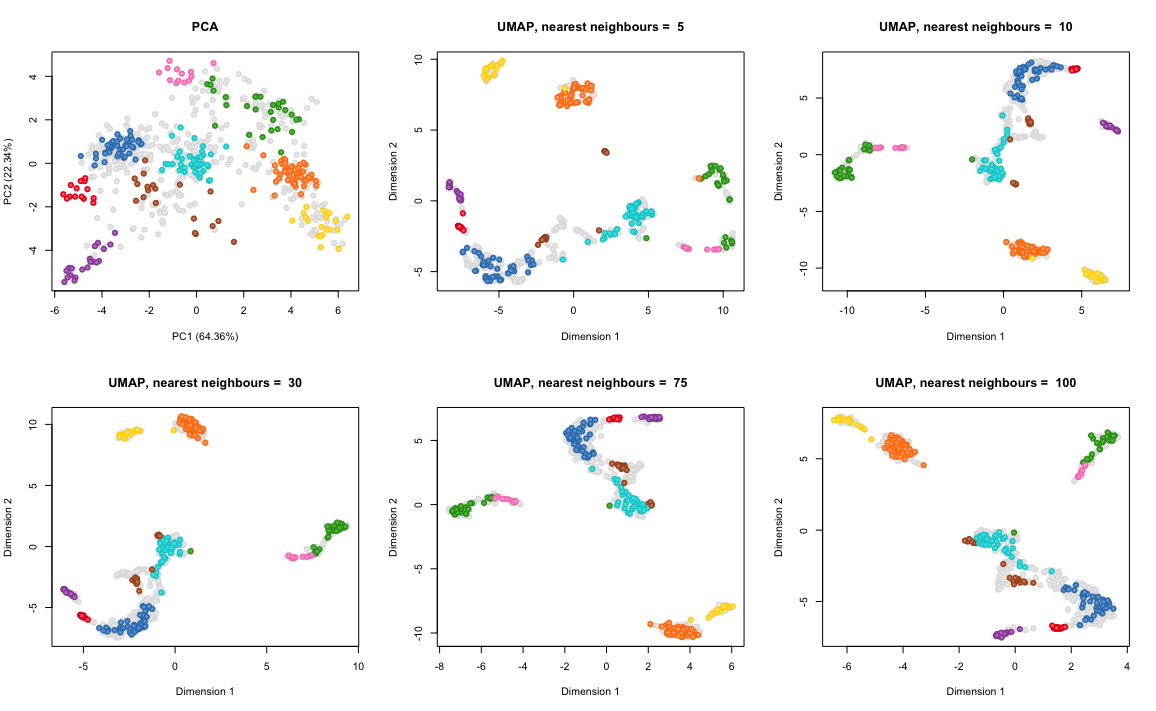 PCA
4
2
0
-2
-4
PC2 (22.34%)
-6 -4 -2 0 2 4 6
PC1 (64.36%)
UMAP, nearest neighbours = 5
10
5
0
-5
Dimension 2
-5 0 5 10
Dimension 1
UMAP, nearest neighbours = 10
5
0
-5
-10
Dimension 2
-10 -5 0 5
Dimension 1
UMAP, nearest neighbours = 30
10
5
0
-5
Dimension 2
-5 0 5 10
Dimension 1
UMAP, nearest neighbours = 75
5
0
-5
-10
Dimension 2
-8 -6 -4 -2 0 2 4 6
Dimension 1
UMAP, nearest neighbours = 100
5
0
-5
Dimension 2
-6 -4 -2 0 2 4
Dimension 1